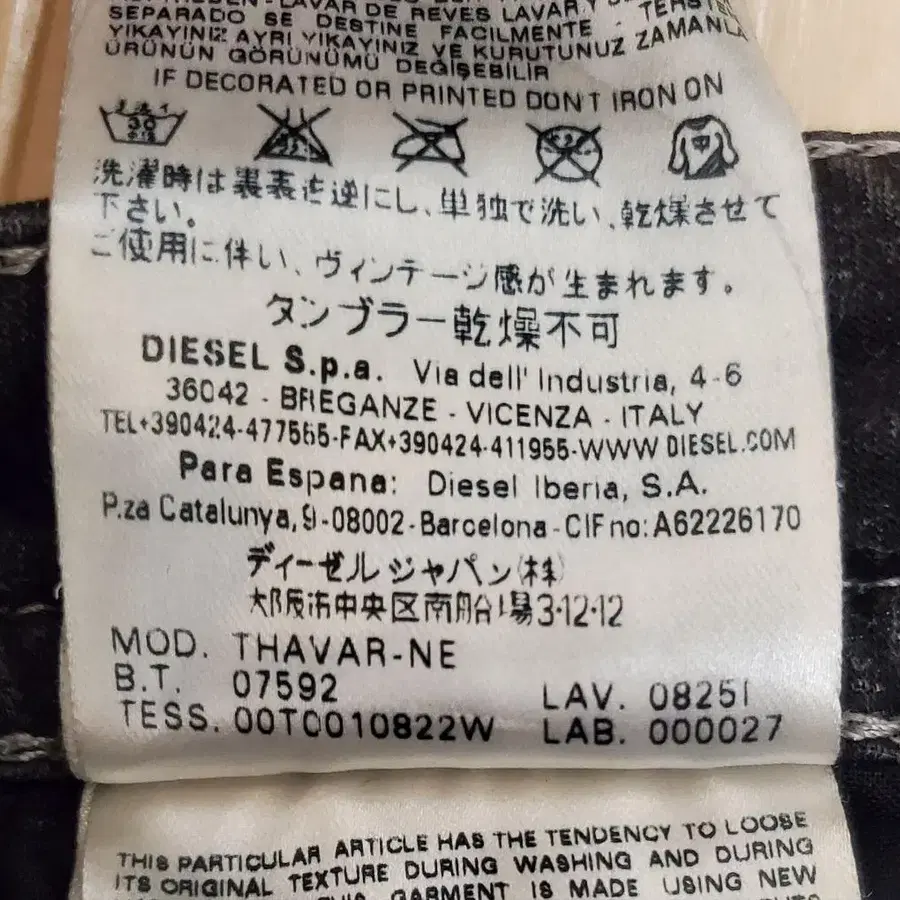 LAVAR DE REVES LAVAR Y
SEPARADO SE DESTINE FACILMENTE -
YIKAYINIZ AYRI YIKAYINIZ VE KURUTUNUZ ZAMANLA
ÜRÜNÜN GÖRÜNÜMÜ DEĞİŞEBİLİR
IF DECORATED OR PRINTED DON'T IRON ON
30
洗濯時は裏表を逆にし、単独で洗い、乾燥させて
下さい。
ご使用に伴い、ヴィンテージ感が生まれます。
タンブラー乾燥不可
DIESEL S.p.a. Via dell' Industria, 4-6
36042 - BREGANZE - VICENZA - ITALY
TEL+390424-477555-FAX+390424-411955-WWW DIESEL.COM
Para Espana: Diesel Iberia, S.A.
P.za Catalunya, 9-08002-Barcelona-CIF no: A62226170
ディーゼル ジャパン(株)
大阪市中央区南船場3-12-12
MOD. THAVAR-NE
B.T. 07592 LAV. 0825I
TESS. 00TC010822W LAB. 000027
THIS PARTICULAR ARTICLE HAS THE TENDENCY TO LOOSE
ITS ORIGINAL TEXTURE DURING WASHING AND DURING
GARMENT IS MADE USING NEW